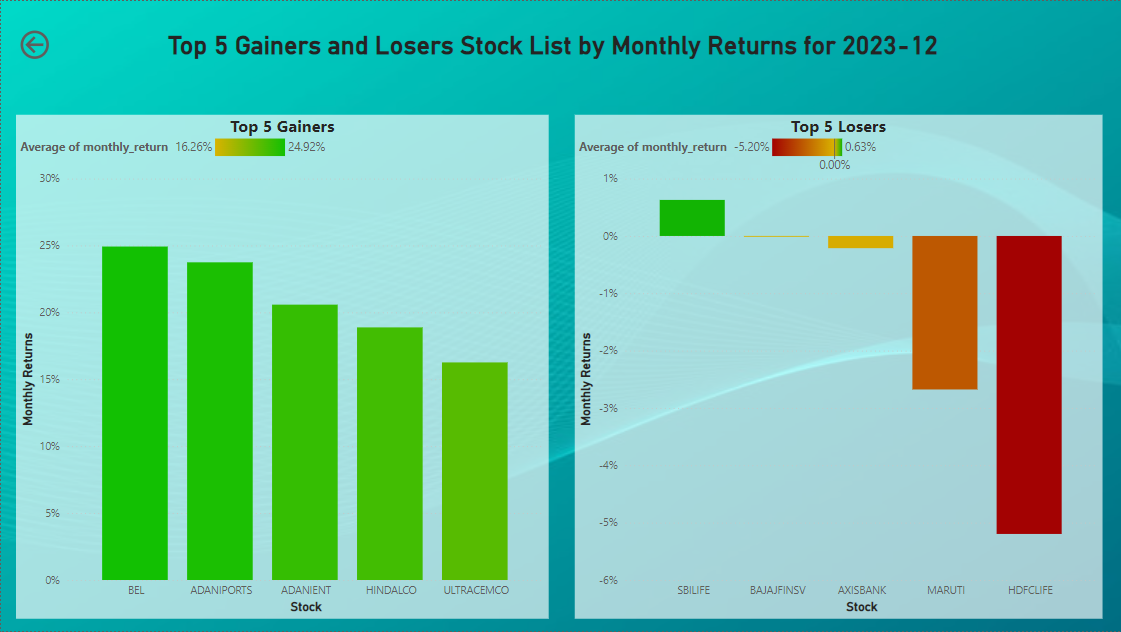 Top 5 Gainers and Losers Stock List by Monthly Returns for 2023-12
Top 5 Gainers
Average of monthly_return 16.26% 24.92%
Monthly Returns
30%
25%
20%
15%
10%
5%
0%
BEL ADANIPORTS ADANIENT HINDALCO ULTRACEMCO
Stock
Top 5 Losers
Average of monthly_return -5.20% 0.63%
0.00%
Monthly Returns
1%
0%
-1%
-2%
-3%
-4%
-5%
-6%
SBILIFE BAJAJFINSV AXISBANK MARUTI HDFCLIFE
Stock